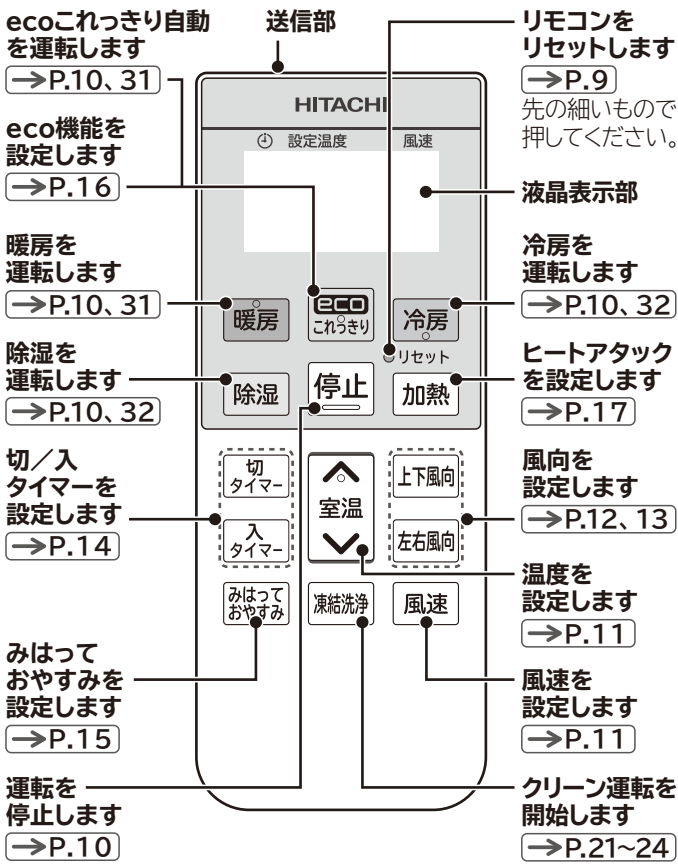 ecoこれっきり自動
を運転します
→P.10、31
eco機能を
設定します
→P.16
暖房を
運転します
→P.10、31
除湿を
運転します
→P.10、32
切／入
タイマーを
設定します
→P.14
みはって
おやすみを
設定します
→P.15
運転を
停止します
→P.10
送信部
HITACHI
設定温度 風速
暖房
eco
これっきり
冷房
リセット
除湿
停止
加熱
切
タイマー
入
タイマー
室温
上下風向
左右風向
みはって
おやすみ
凍結洗浄
風速
リモコンを
リセットします
→P.9
先の細いもので
押してください。
液晶表示部
冷房を
運転します
→P.10、32
ヒートアタック
を設定します
→P.17
風向を
設定します
→P.12、13
温度を
設定します
→P.11
風速を
設定します
→P.11
クリーン運転を
開始します
→P.21~24